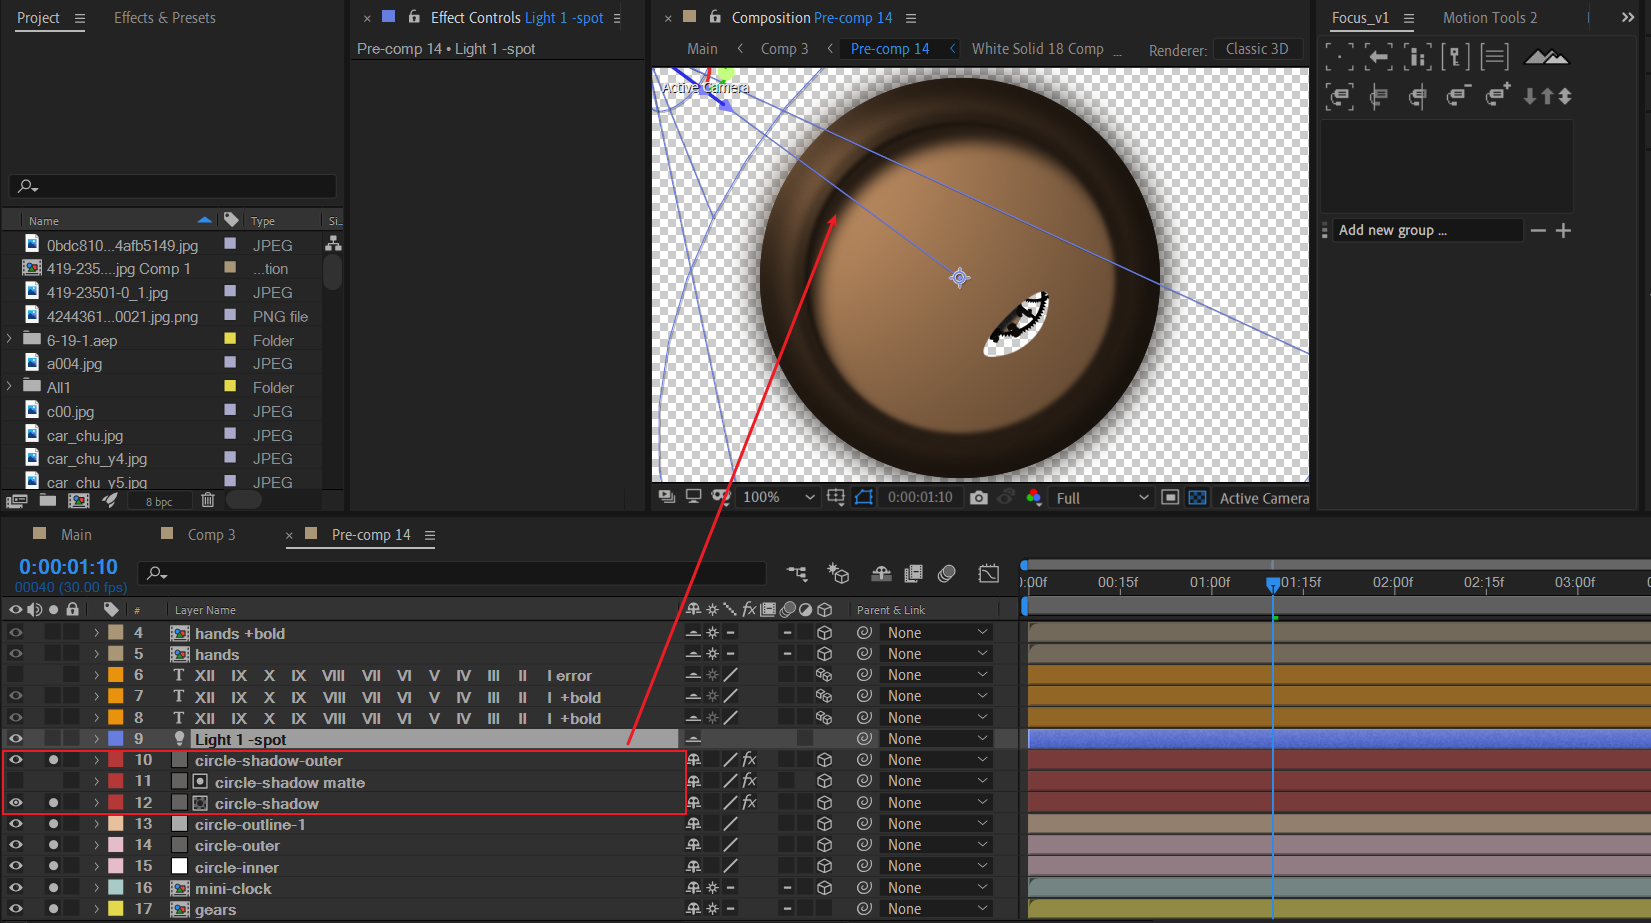 Project
Effects & Presets
Effect Controls Light 1 -spot
Composition Pre-comp 14
Focus_v1
Motion Tools 2
Pre-comp 14 • Light 1 -spot
Main
Comp 3
Pre-comp 14
White Solid 18 Comp ...
Renderer:
Classic 3D
Active Camera
Name
Type
Si...
0bdc810...4afb5149.jpg JPEG
419-235....jpg Comp 1 ...tion
419-23501-0_1.jpg JPEG
4244361...0021.jpg.png PNG file
6-19-1.aep Folder
a004.jpg JPEG
All1 Folder
c00.jpg JPEG
car_chu.jpg JPEG
car_chu_y4.jpg JPEG
car_chu_y5.jpg JPEG
8 bpc
Add new group ...
100%
0:00:01:10
Full
Active Camera
Main
Comp 3
Pre-comp 14
0:00:01:10
00040 (30.00 fps)
):00f 00:15f 01:00f 01:15f 02:00f 02:15f 03:00f
# Layer Name
Parent & Link
4 hands +bold None
5 hands None
6 T XII IX X IX VIII VII VI V IV III II I error None
7 T XII IX X IX VIII VII VI V IV III II I +bold None
8 T XII IX X IX VIII VII VI V IV III II I +bold None
9 Light 1 -spot None
10 circle-shadow-outer fx None
11 circle-shadow matte fx None
12 circle-shadow fx None
13 circle-outline-1 None
14 circle-outer None
15 circle-inner None
16 mini-clock None
17 gears None